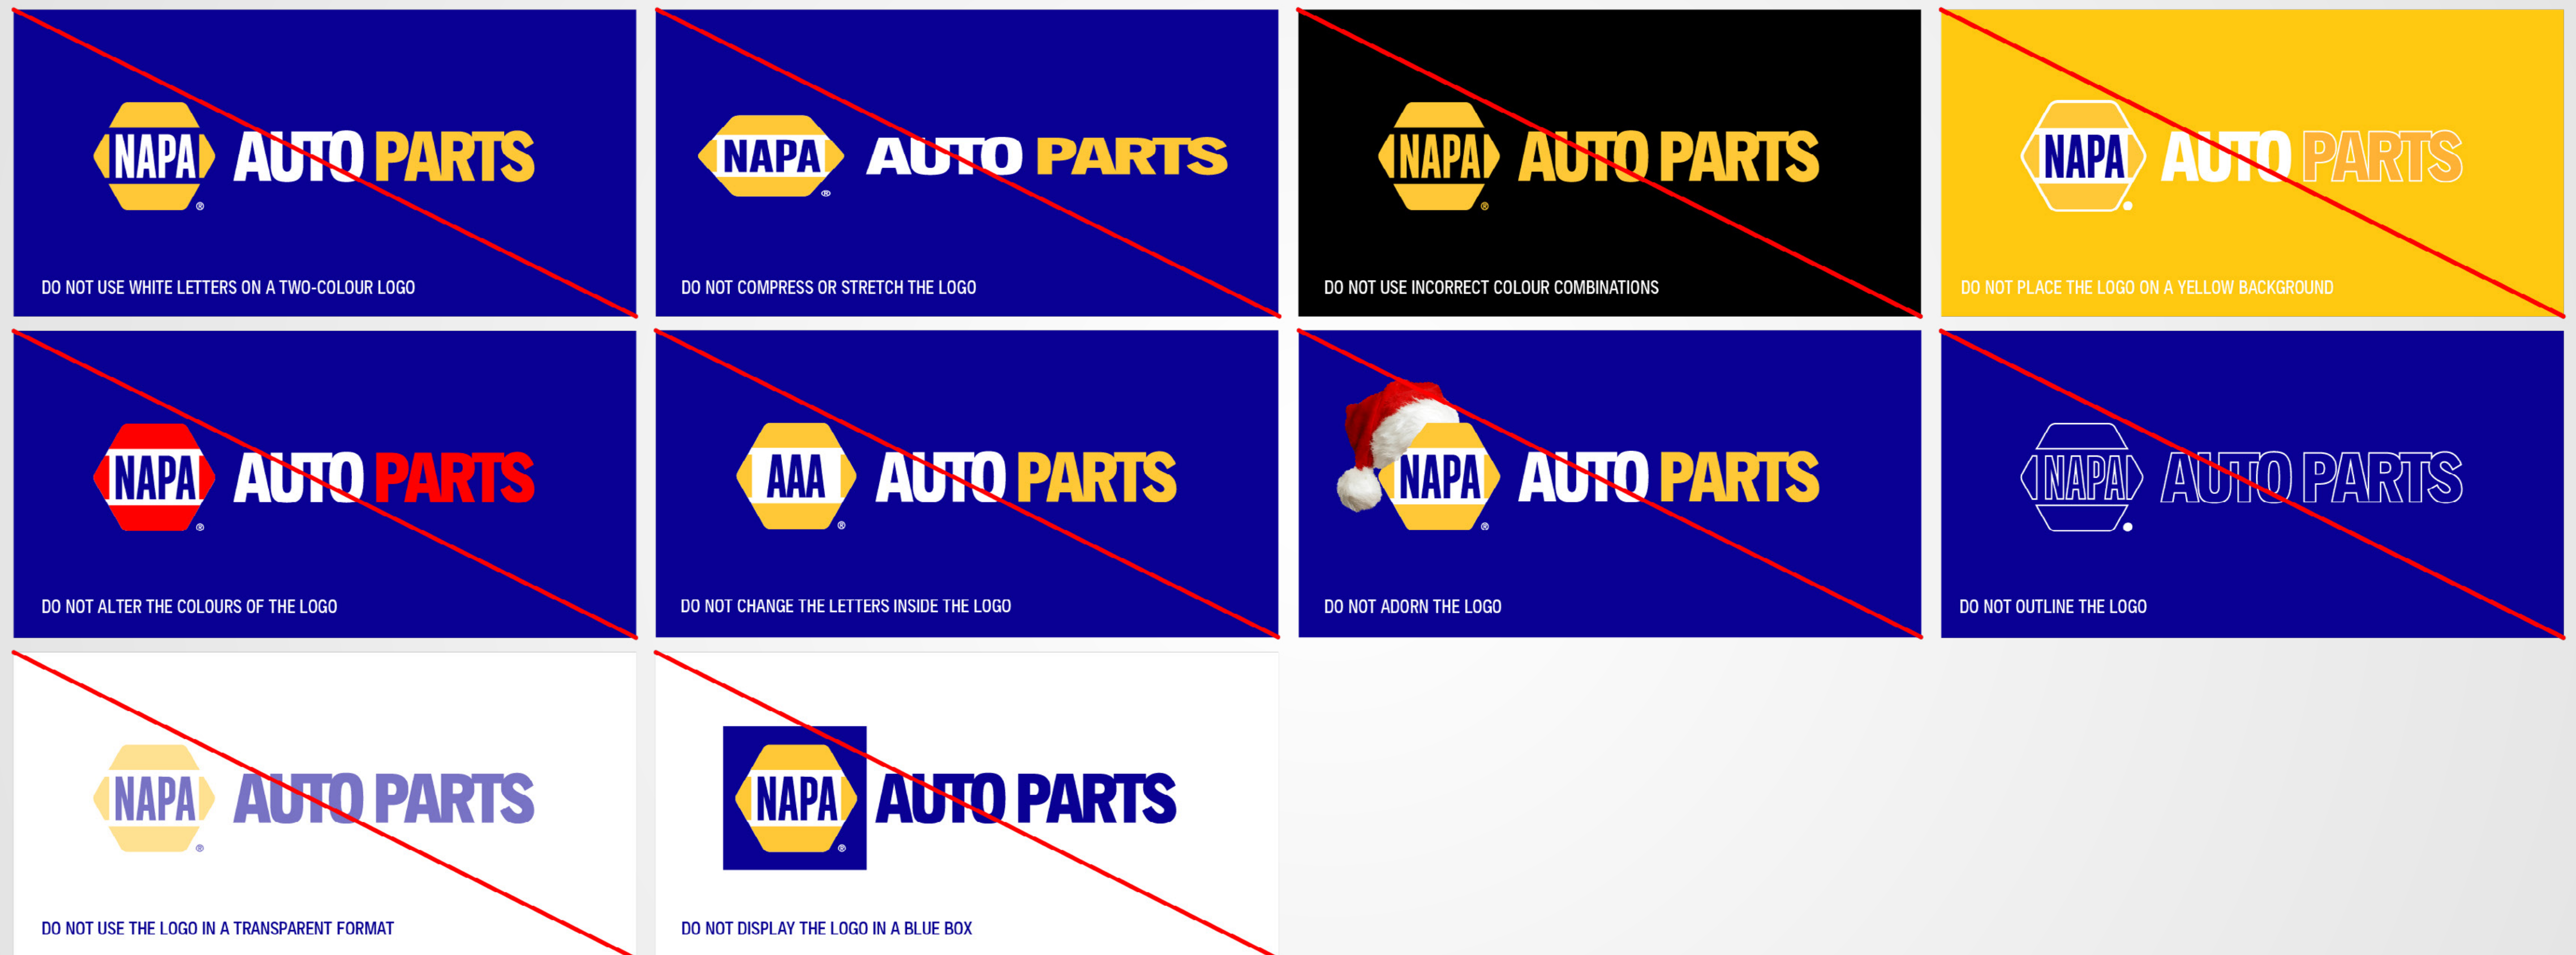 NAPA AUTO PARTS ®
DO NOT USE WHITE LETTERS ON A TWO-COLOUR LOGO
NAPA AUTO PARTS ®
DO NOT COMPRESS OR STRETCH THE LOGO
NAPA AUTO PARTS ®
DO NOT USE INCORRECT COLOUR COMBINATIONS
NAPA AUTO PARTS
DO NOT PLACE THE LOGO ON A YELLOW BACKGROUND
NAPA AUTO PARTS ®
DO NOT ALTER THE COLOURS OF THE LOGO
AAA AUTO PARTS ®
DO NOT CHANGE THE LETTERS INSIDE THE LOGO
NAPA AUTO PARTS ®
DO NOT ADORN THE LOGO
NAPA AUTO PARTS
DO NOT OUTLINE THE LOGO
NAPA AUTO PARTS ®
DO NOT USE THE LOGO IN A TRANSPARENT FORMAT
NAPA AUTO PARTS ®
DO NOT DISPLAY THE LOGO IN A BLUE BOX